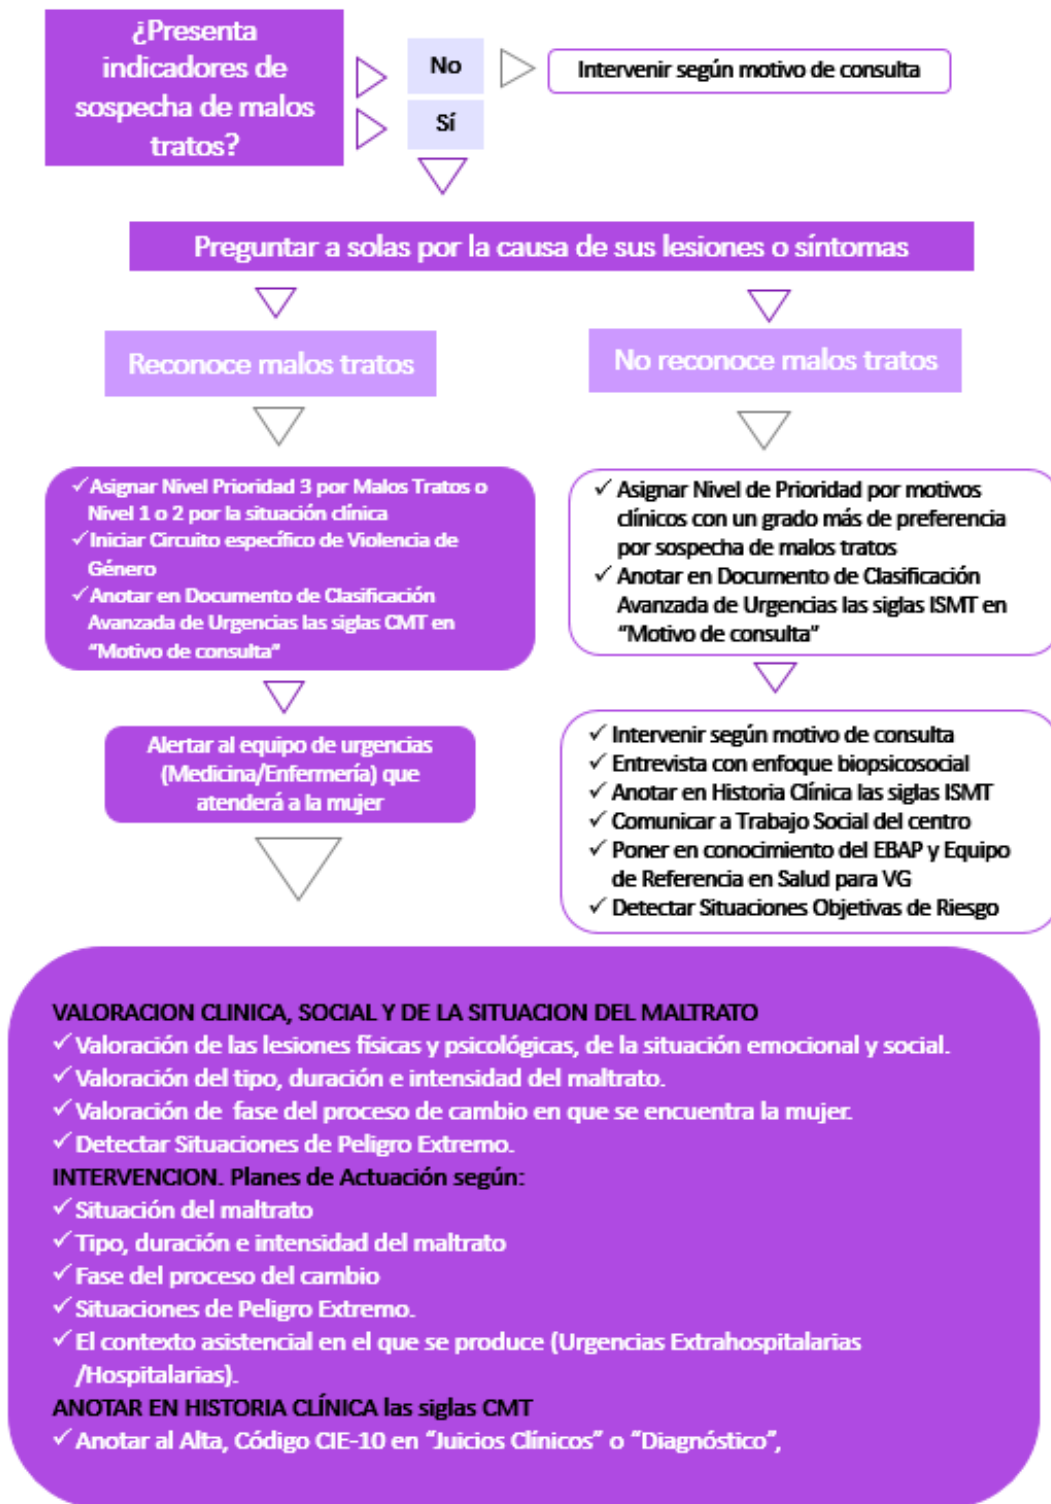 ¿Presenta
indicadores de
sospecha de malos
tratos?
No
Intervenir según motivo de consulta
Sí
Preguntar a solas por la causa de sus lesiones o síntomas
Reconoce malos tratos
No reconoce malos tratos
✓ Asignar Nivel Prioridad 3 por Malos Tratos o
Nivel 1 o 2 por la situación clínica
✓ Iniciar Circuito específico de Violencia de
Género
✓ Anotar en Documento de Clasificación
Avanzada de Urgencias las siglas CMT en
“Motivo de consulta”
✓ Asignar Nivel de Prioridad por motivos
clínicos con un grado más de preferencia
por sospecha de malos tratos
✓ Anotar en Documento de Clasificación
Avanzada de Urgencias las siglas ISMT en
“Motivo de consulta”
Alertar al equipo de urgencias
(Medicina/Enfermería) que
atenderá a la mujer
✓ Intervenir según motivo de consulta
✓ Entrevista con enfoque biopsicosocial
✓ Anotar en Historia Clínica las siglas ISMT
✓ Comunicar a Trabajo Social del centro
✓ Poner en conocimiento del EBAP y Equipo
de Referencia en Salud para VG
✓ Detectar Situaciones Objetivas de Riesgo
VALORACION CLINICA, SOCIAL Y DE LA SITUACION DEL MALTRATO
✓ Valoración de las lesiones físicas y psicológicas, de la situación emocional y social.
✓ Valoración del tipo, duración e intensidad del maltrato.
✓ Valoración de fase del proceso de cambio en que se encuentra la mujer.
✓ Detectar Situaciones de Peligro Extremo.
INTERVENCION. Planes de Actuación según:
✓ Situación del maltrato
✓ Tipo, duración e intensidad del maltrato
✓ Fase del proceso del cambio
✓ Situaciones de Peligro Extremo.
✓ El contexto asistencial en el que se produce (Urgencias Extrahospitalarias
/Hospitalarias).
ANOTAR EN HISTORIA CLÍNICA las siglas CMT
✓ Anotar al Alta, Código CIE-10 en “Juicios Clínicos” o “Diagnóstico”,